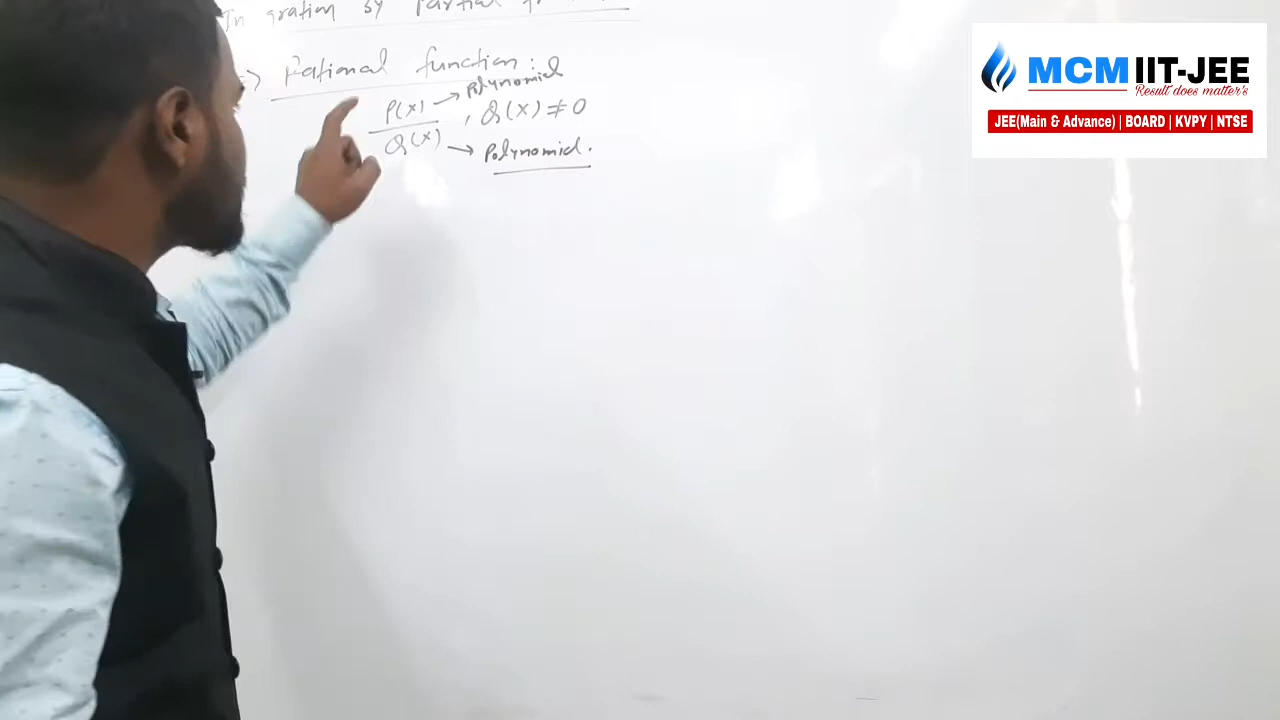 In gration by Partial
Rational function:
P(x) → Polynomial
Q(x) → Polynomial.
, Q(x) ≠ 0
MCM IIT-JEE
Result does matter's
JEE(Main & Advance) | BOARD | KVPY | NTSE